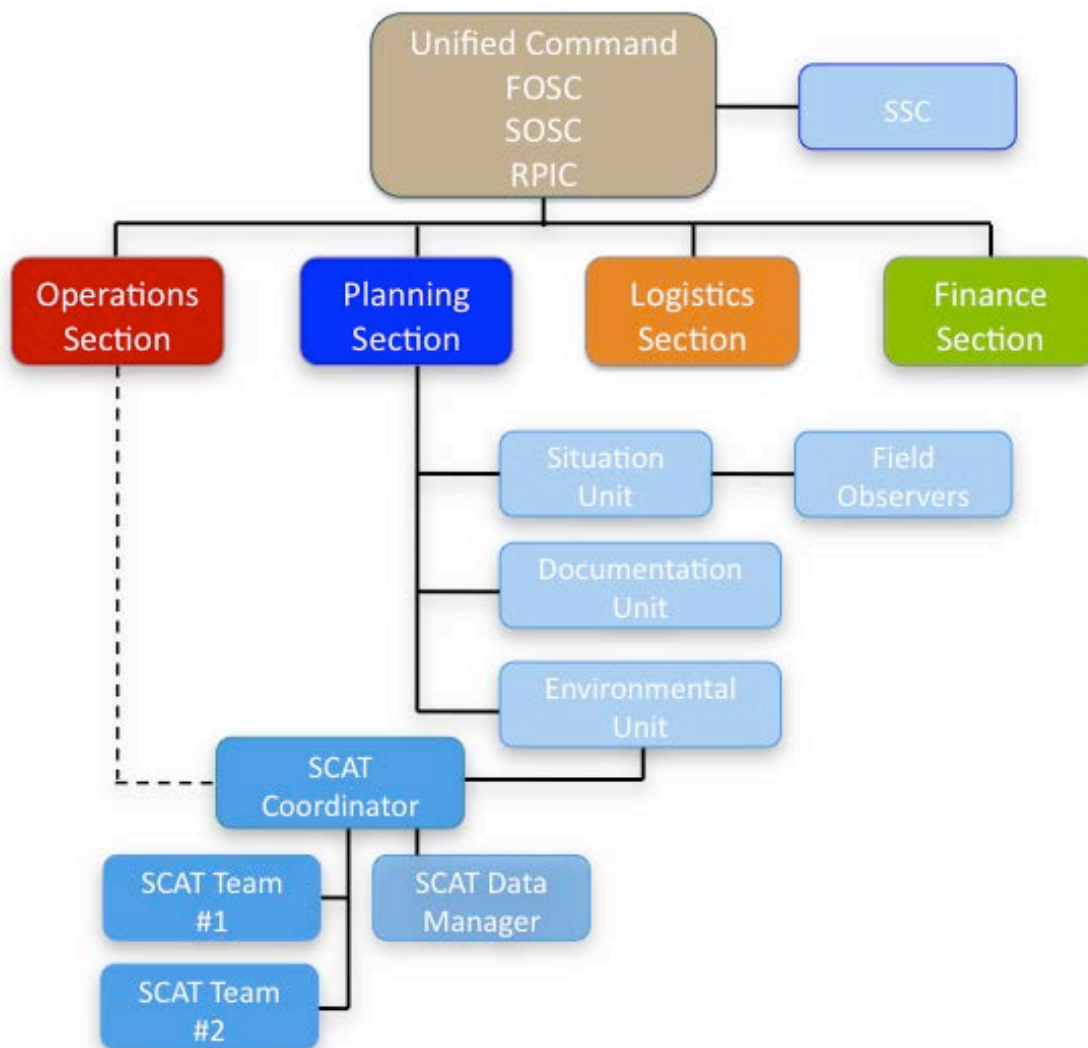 Unified Command
FOSC
SOSC
RPIC
SSC
Operations
Section
Planning
Section
Logistics
Section
Finance
Section
Situation
Unit
Field
Observers
Documentation
Unit
Environmental
Unit
SCAT
Coordinator
SCAT Team
#1
SCAT Data
Manager
SCAT Team
#2